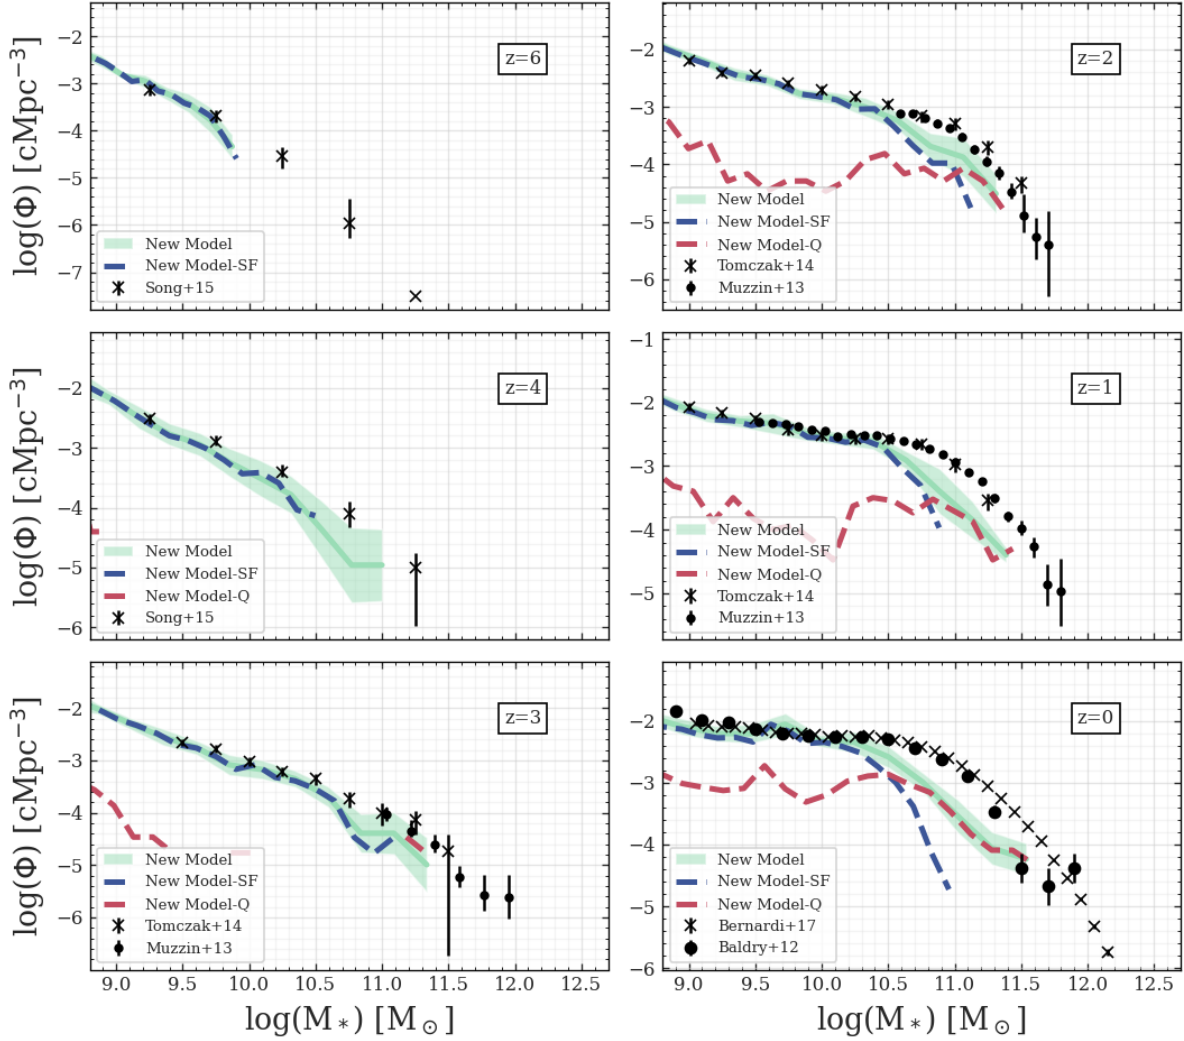 log(Φ) [cMpc⁻³]
−2
−3
−4
−5
−6
−7
z=6
New Model
New Model-SF
Song+15
−2
−3
−4
−5
−6
z=2
New Model
New Model-SF
New Model-Q
Tomczak+14
Muzzin+13
log(Φ) [cMpc⁻³]
−2
−3
−4
−5
−6
z=4
New Model
New Model-SF
New Model-Q
Song+15
−1
−2
−3
−4
−5
z=1
New Model
New Model-SF
New Model-Q
Tomczak+14
Muzzin+13
log(Φ) [cMpc⁻³]
−2
−3
−4
−5
−6
z=3
New Model
New Model-SF
New Model-Q
Tomczak+14
Muzzin+13
9.0 9.5 10.0 10.5 11.0 11.5 12.0 12.5
log(M∗) [M⊙]
−2
−3
−4
−5
−6
z=0
New Model
New Model-SF
New Model-Q
Bernardi+17
Baldry+12
9.0 9.5 10.0 10.5 11.0 11.5 12.0 12.5
log(M∗) [M⊙]